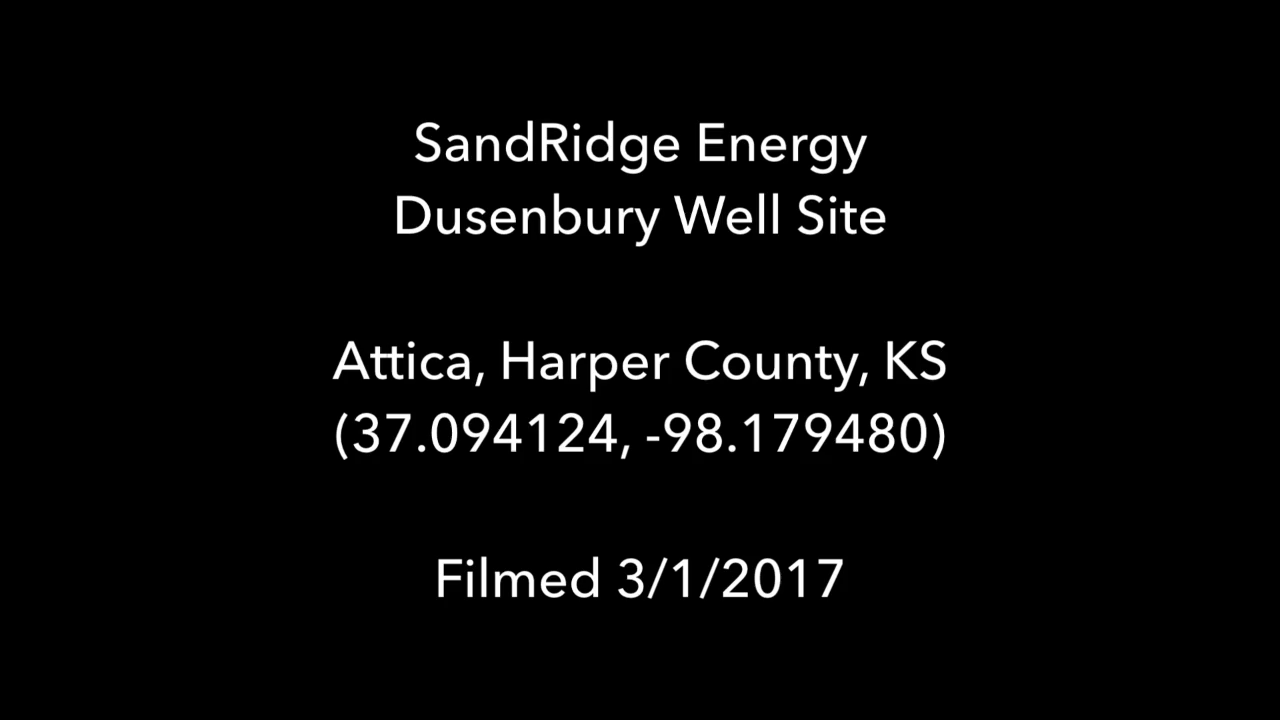 SandRidge Energy
Dusenbury Well Site
Attica, Harper County, KS
(37.094124, -98.179480)
Filmed 3/1/2017